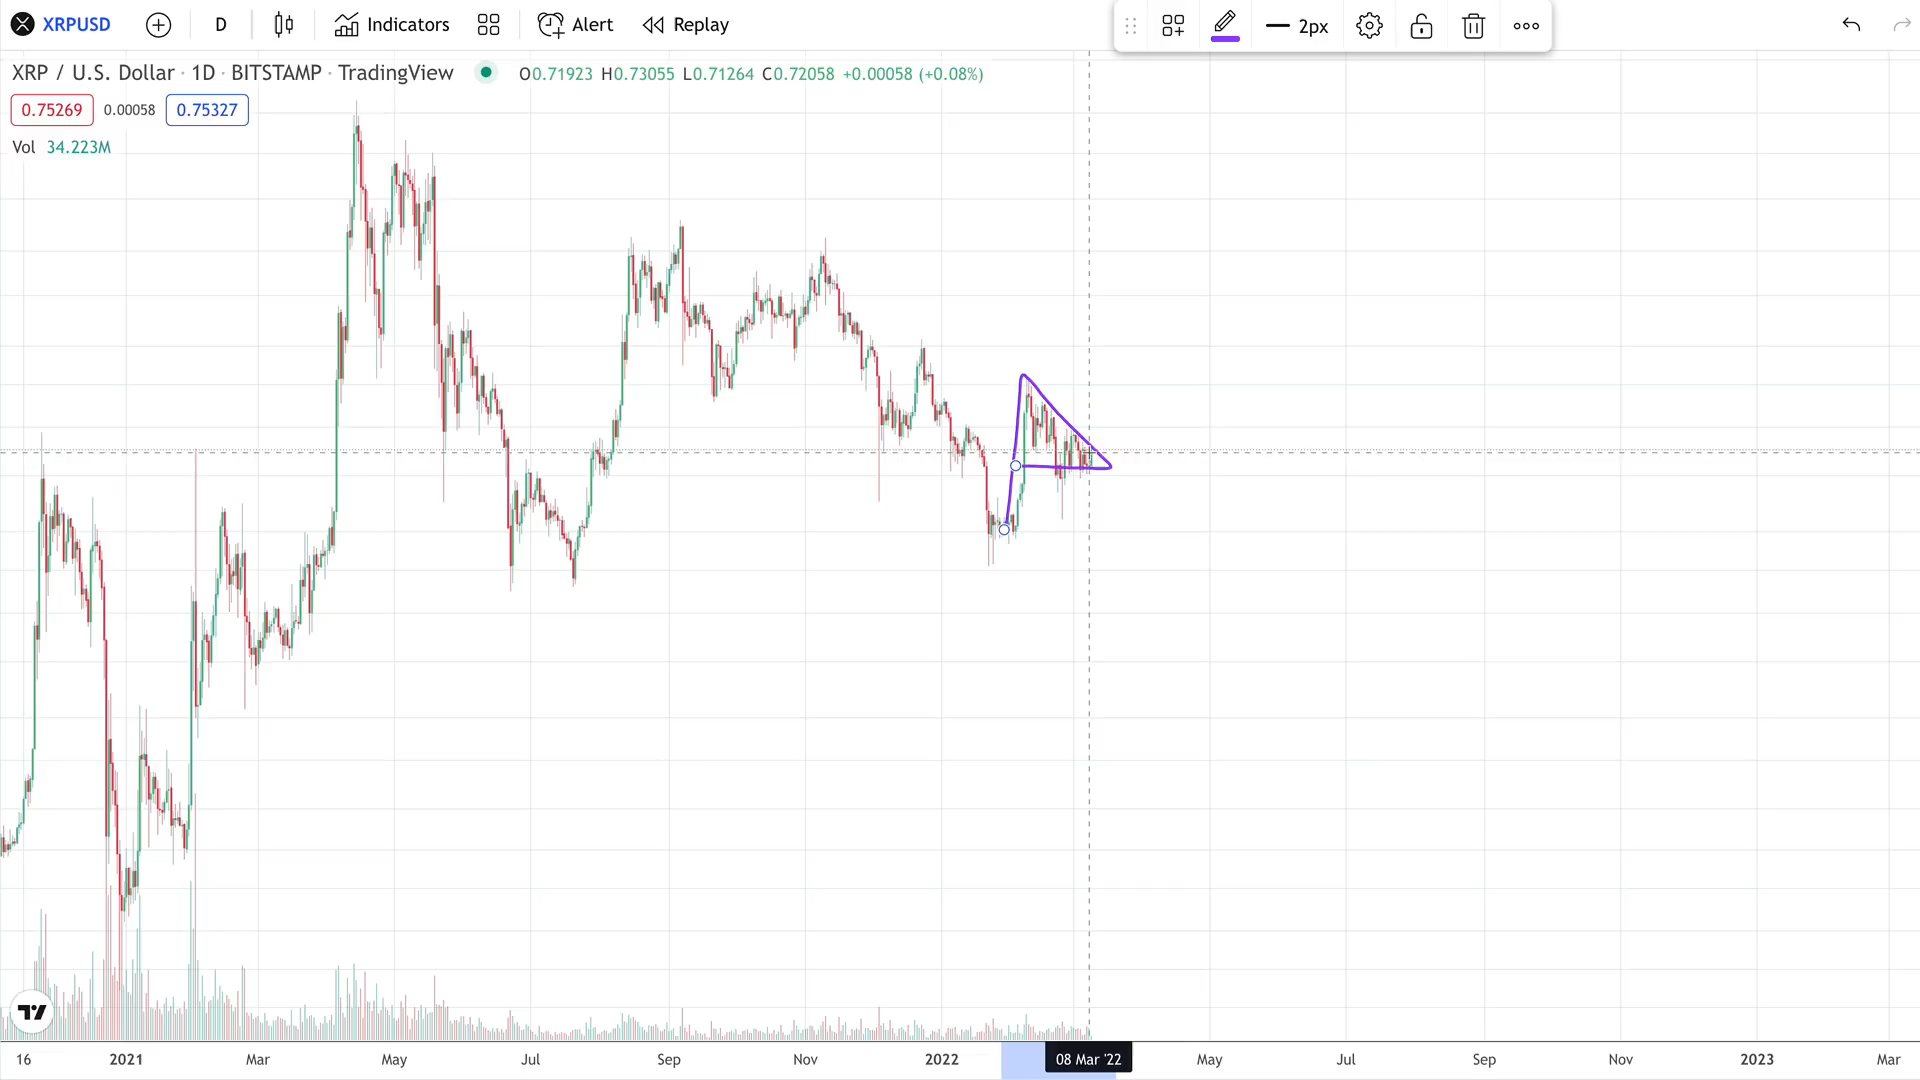 XRPUSD D Indicators Alert Replay 2px
XRP / U.S. Dollar · 1D · BITSTAMP · TradingView O0.71923 H0.73055 L0.71264 C0.72058 +0.00058 (+0.08%)
0.75269 0.00058 0.75327
Vol 34.223M
16 2021 Mar May Jul Sep Nov 2022 08 Mar '22 May Jul Sep Nov 2023 Mar